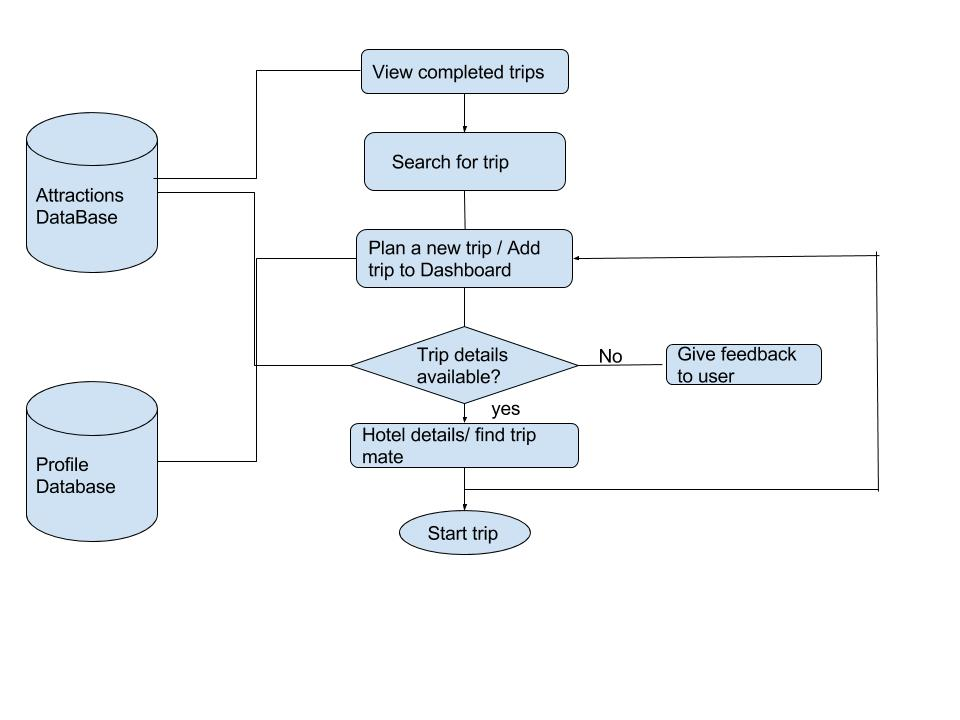 View completed trips
Search for trip
Attractions
DataBase
Plan a new trip / Add
trip to Dashboard
Trip details
available?
No
Give feedback
to user
yes
Hotel details/ find trip
mate
Profile
Database
Start trip